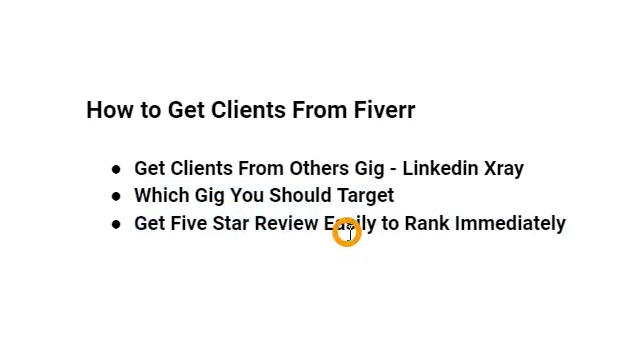 How to Get Clients From Fiverr
Get Clients From Others Gig - Linkedin Xray
Which Gig You Should Target
Get Five Star Review Easily to Rank Immediately